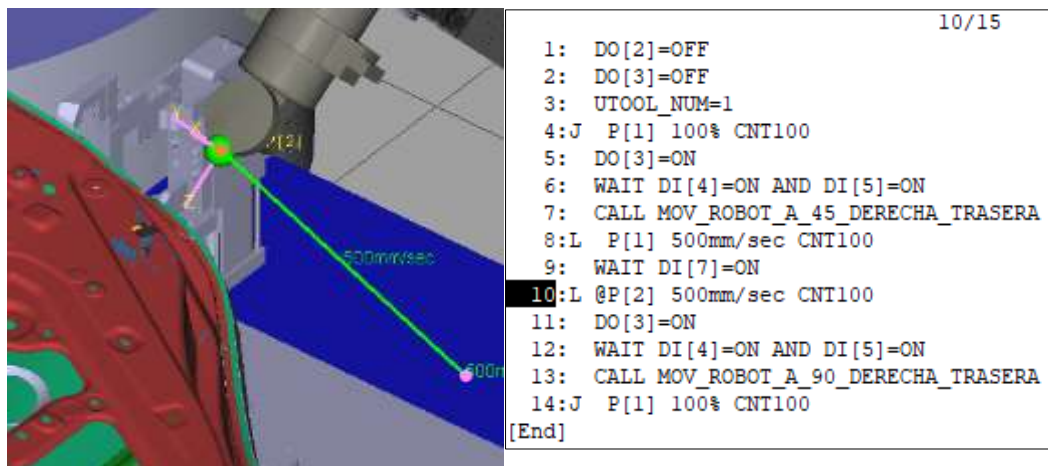 P[2]
Z
500mm/sec
10/15
1: DO[2]=OFF
2: DO[3]=OFF
3: UTOOL_NUM=1
4:J P[1] 100% CNT100
5: DO[3]=ON
6: WAIT DI[4]=ON AND DI[5]=ON
7: CALL MOV_ROBOT_A_45_DERECHA_TRASERA
8:L P[1] 500mm/sec CNT100
9: WAIT DI[7]=ON
10:L @P[2] 500mm/sec CNT100
11: DO[3]=ON
12: WAIT DI[4]=ON AND DI[5]=ON
13: CALL MOV_ROBOT_A_90_DERECHA_TRASERA
14:J P[1] 100% CNT100
[End]